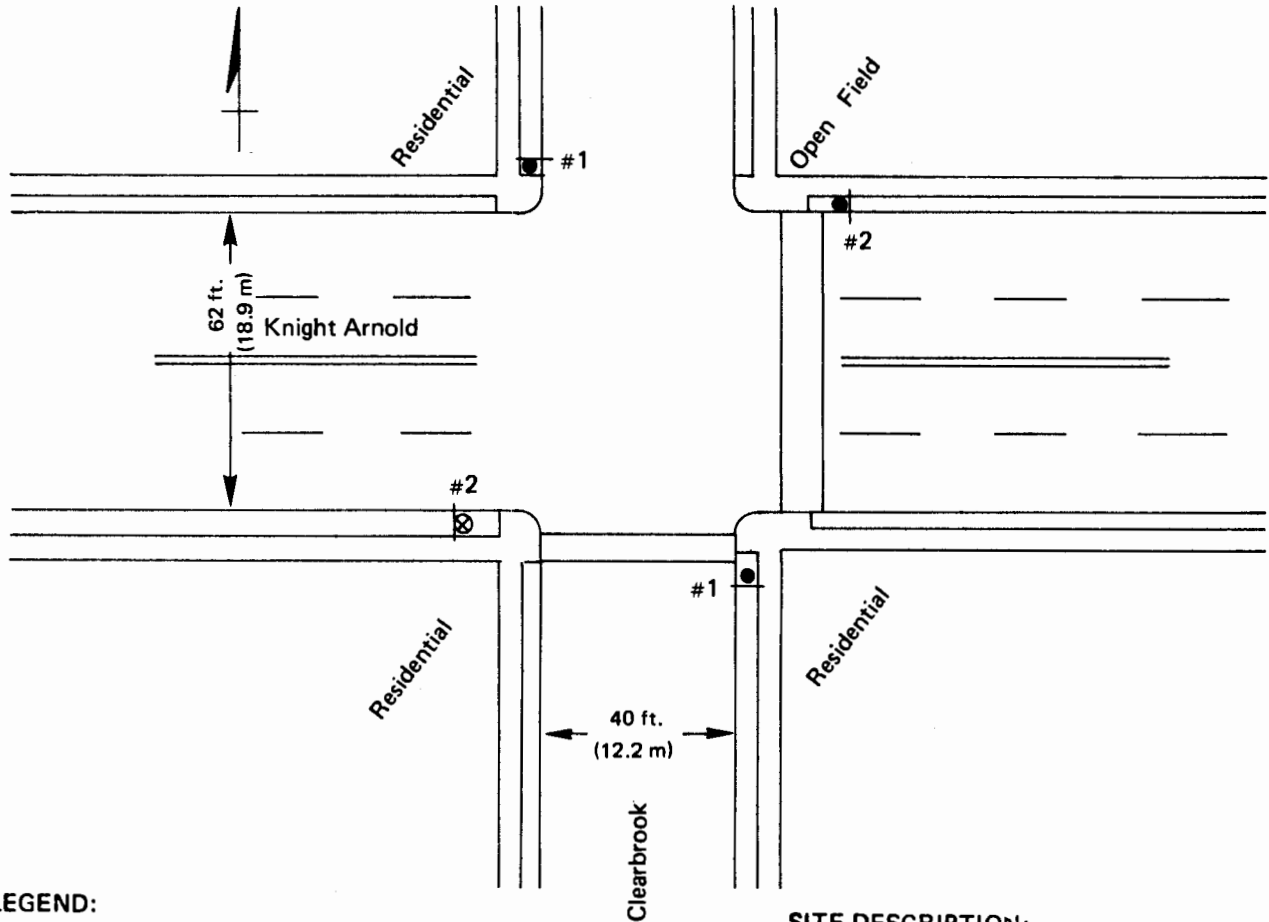 Residential
Open Field
#1
#2
62 ft.
(18.9 m)
Knight Arnold
#2
#1
Residential
Residential
40 ft.
(12.2 m)
Clearbrook
LEGEND:
SITE DESCRIPTION: